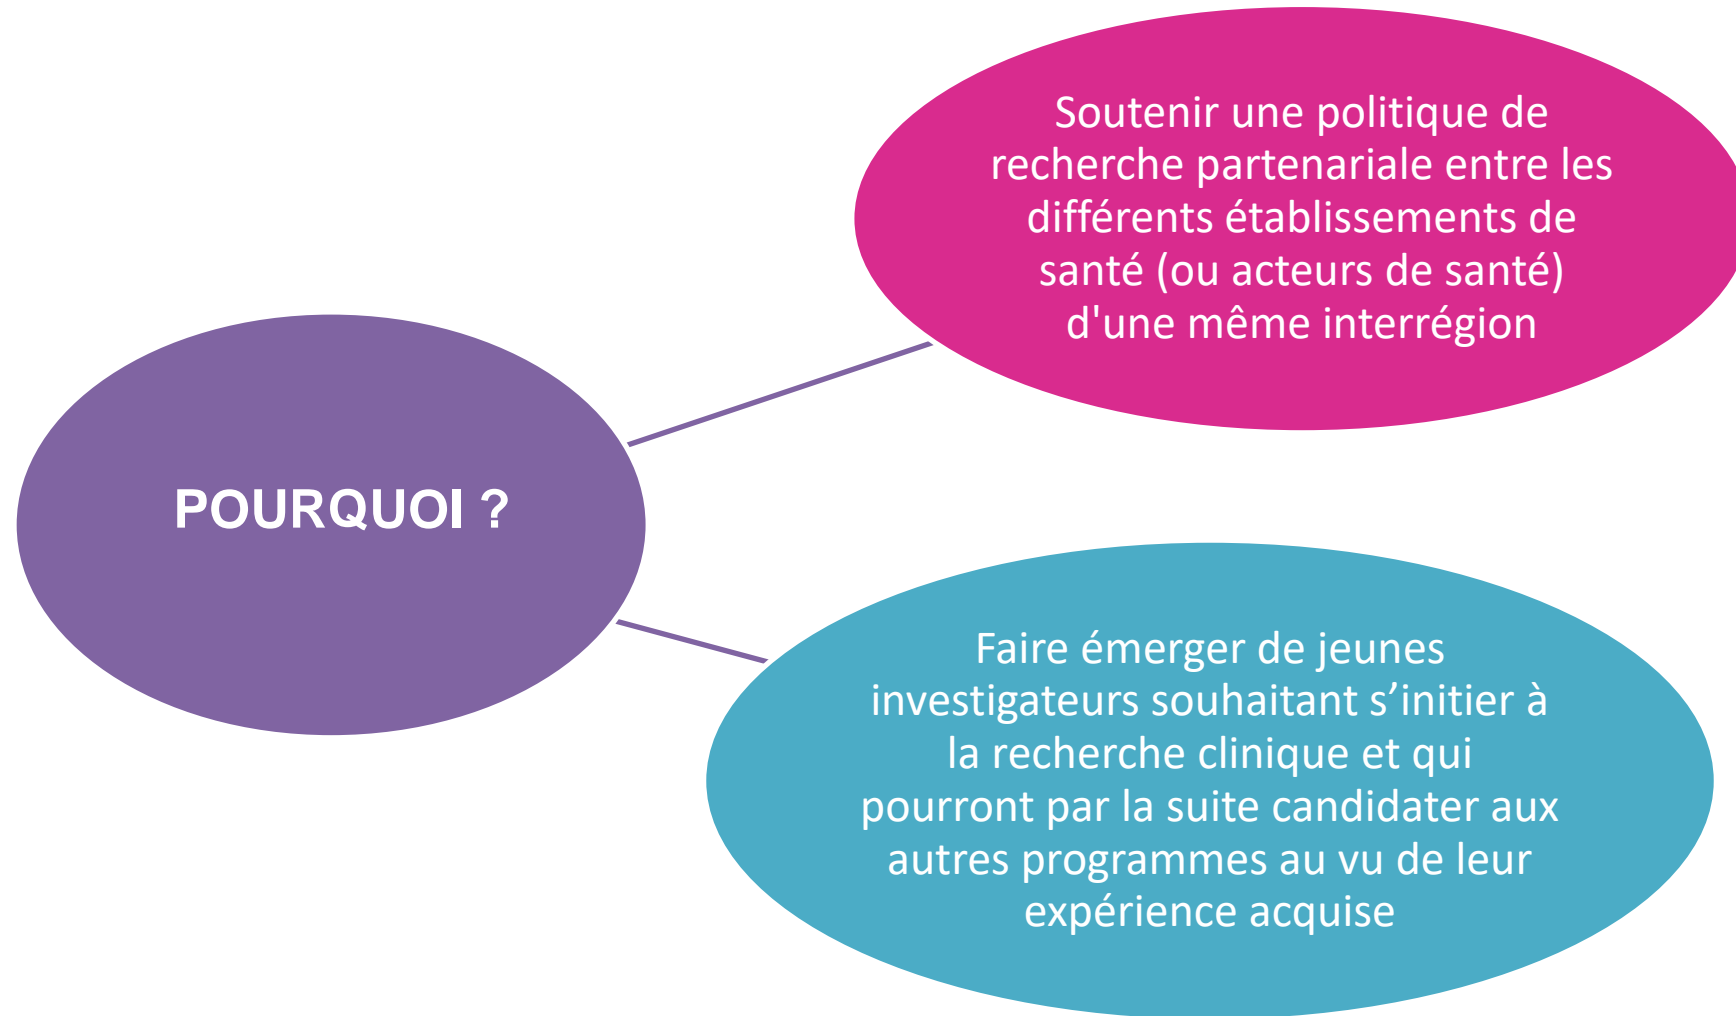 POURQUOI ?
Soutenir une politique de
recherche partenariale entre les
différents établissements de
santé (ou acteurs de santé)
d'une même interrégion
Faire émerger de jeunes
investigateurs souhaitant s’initier à
la recherche clinique et qui
pourront par la suite candidater aux
autres programmes au vu de leur
expérience acquise